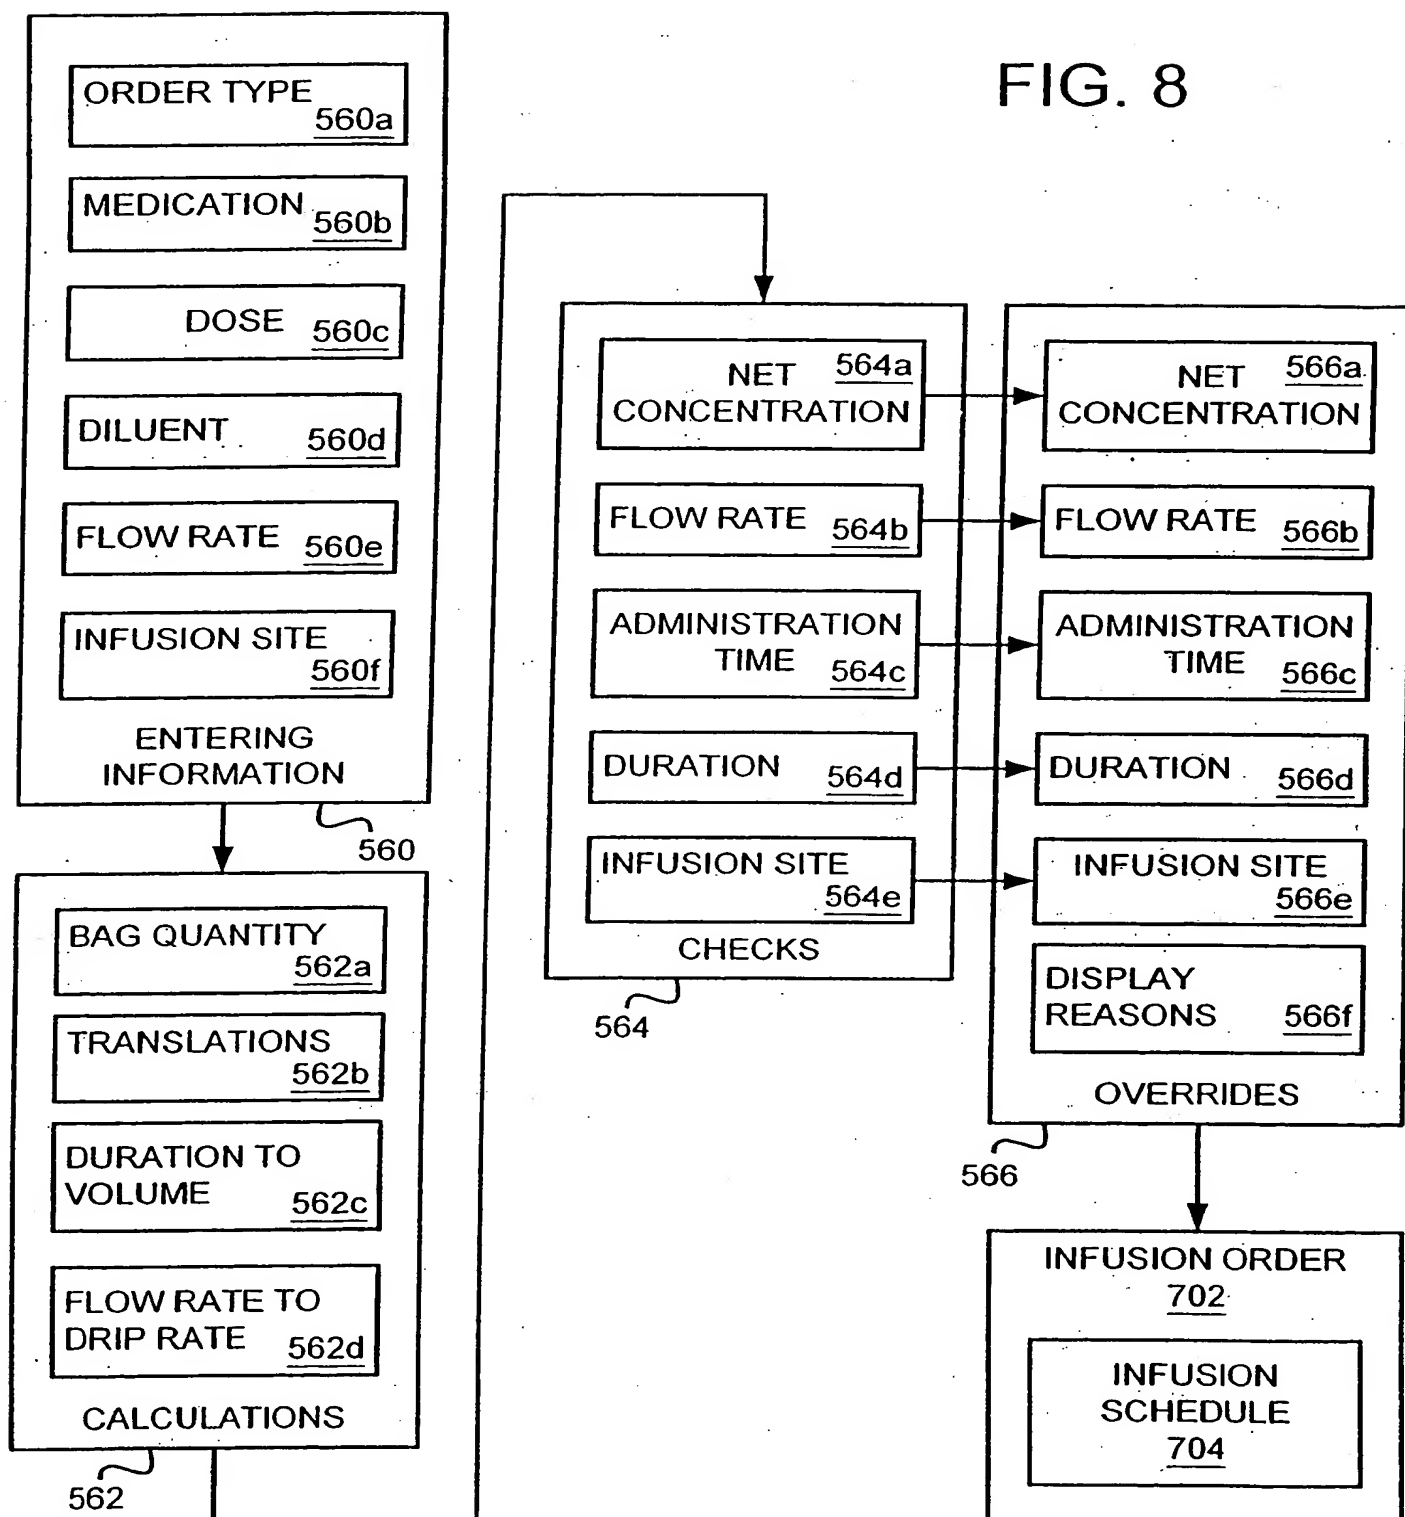 FIG. 8
ORDER TYPE
560a
MEDICATION
560b
DOSE 560c
DILUENT 560d
FLOW RATE 560e
INFUSION SITE
560f
ENTERING
INFORMATION
560
BAG QUANTITY
562a
TRANSLATIONS
562b
DURATION TO
VOLUME 562c
FLOW RATE TO
DRIP RATE 562d
CALCULATIONS
562
NET 564a
CONCENTRATION
FLOW RATE 564b
ADMINISTRATION
TIME 564c
DURATION 564d
INFUSION SITE
564e
CHECKS
564
NET 566a
CONCENTRATION
FLOW RATE 566b
ADMINISTRATION
TIME 566c
DURATION 566d
INFUSION SITE
566e
DISPLAY
REASONS 566f
OVERRIDES
566
INFUSION ORDER
702
INFUSION
SCHEDULE
704